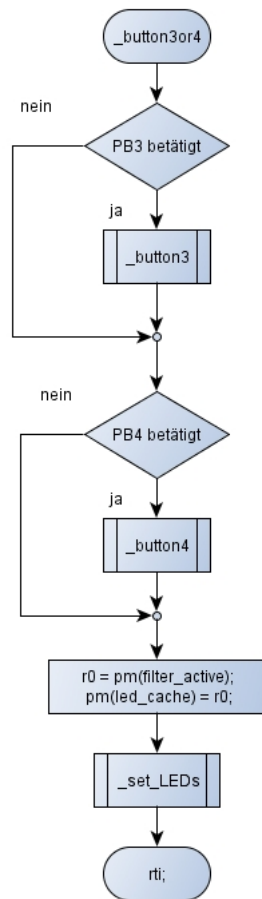 _button3or4
nein
PB3 betätigt
ja
_button3
nein
PB4 betätigt
ja
_button4
r0 = pm(filter_active);
pm(led_cache) = r0;
_set_LEDs
rti;